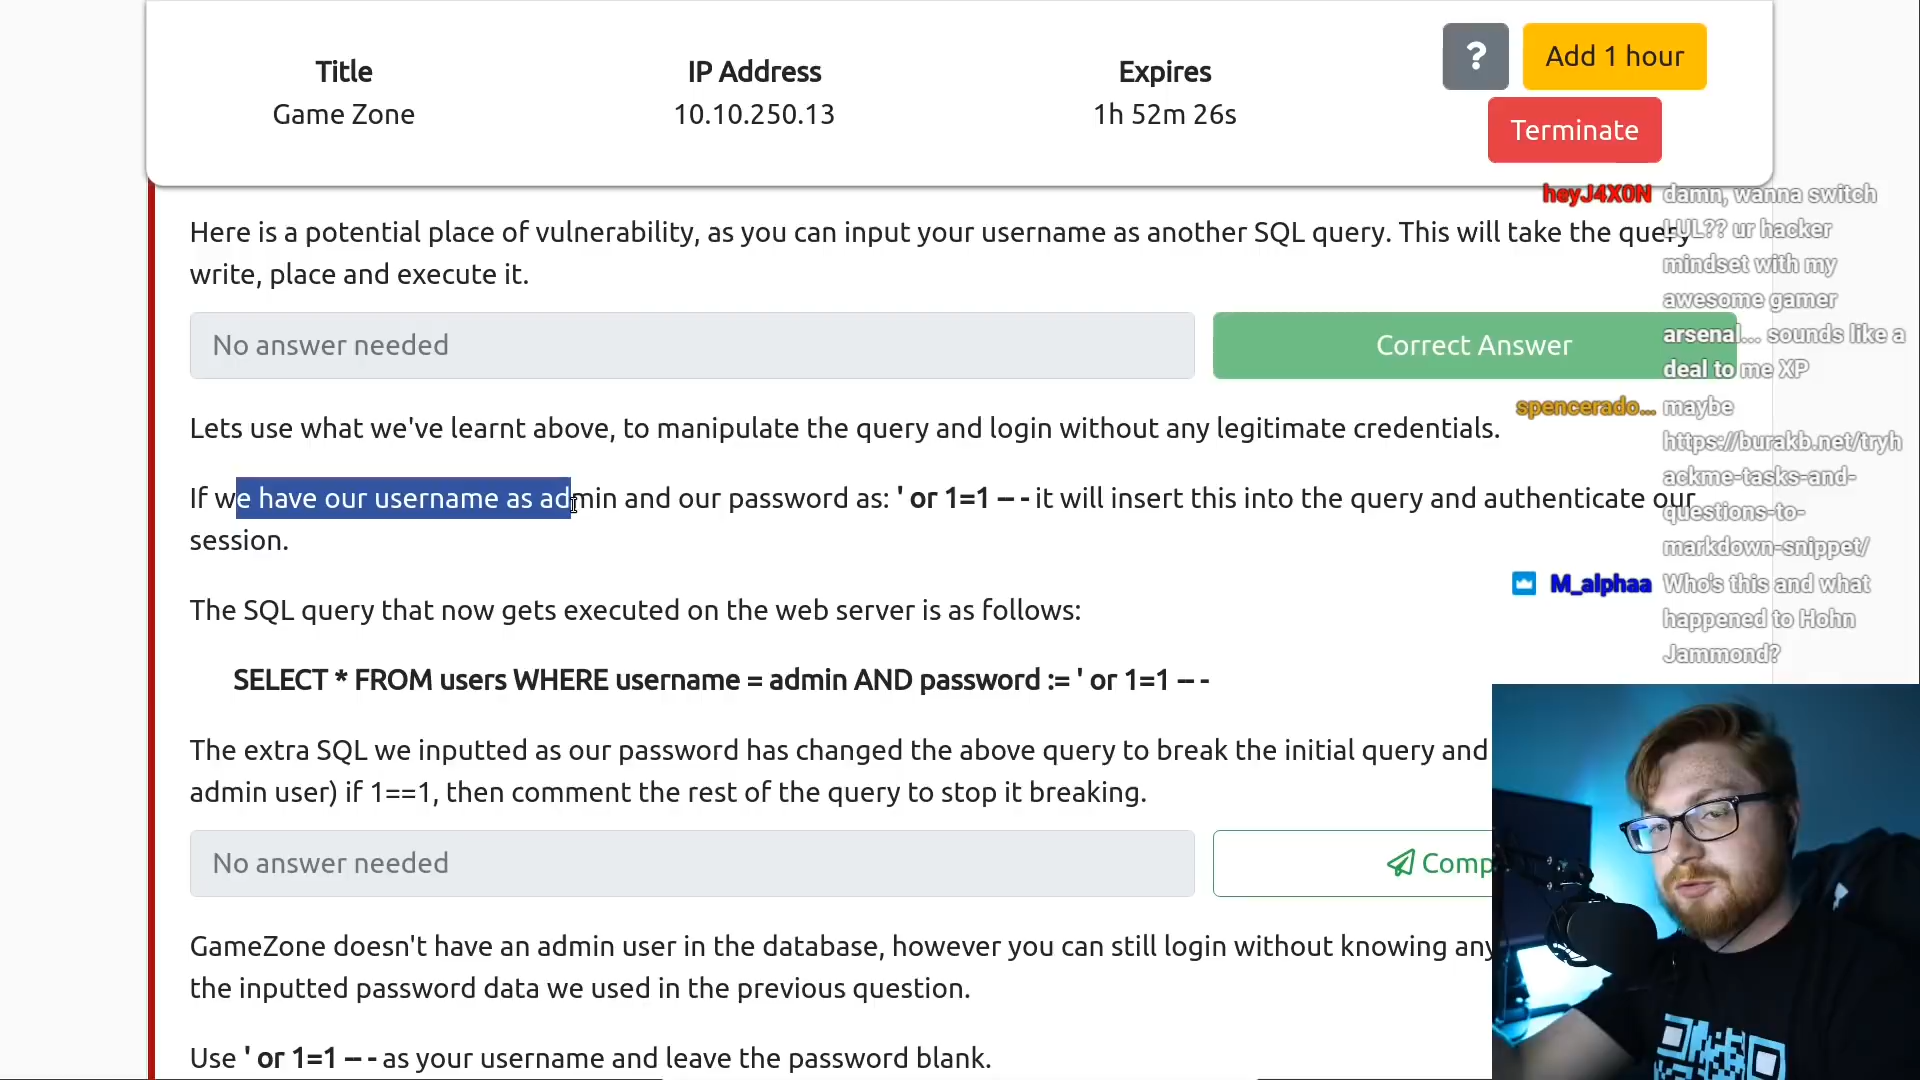 Title
Game Zone
IP Address
10.10.250.13
Expires
1h 52m 26s
?
Add 1 hour
Terminate
Here is a potential place of vulnerability, as you can input your username as another SQL query. This will take the query
write, place and execute it.
No answer needed
Correct Answer
Lets use what we've learnt above, to manipulate the query and login without any legitimate credentials.
If we have our username as admin and our password as: ' or 1=1 -- - it will insert this into the query and authenticate our
session.
The SQL query that now gets executed on the web server is as follows:
SELECT * FROM users WHERE username = admin AND password := ' or 1=1 -- -
The extra SQL we inputted as our password has changed the above query to break the initial query and
admin user) if 1==1, then comment the rest of the query to stop it breaking.
No answer needed
Comp
GameZone doesn't have an admin user in the database, however you can still login without knowing any
the inputted password data we used in the previous question.
Use ' or 1=1 -- - as your username and leave the password blank.
heyJ4X0N damn, wanna switch
LUL?? ur hacker
mindset with my
awesome gamer
arsenal... sounds like a
deal to me XP
spencerado... maybe
https://burakb.net/tryh
ackme-tasks-and-
questions-to-
markdown-snippet/
M_alphaa Who's this and what
happened to Hohn
Jammond?